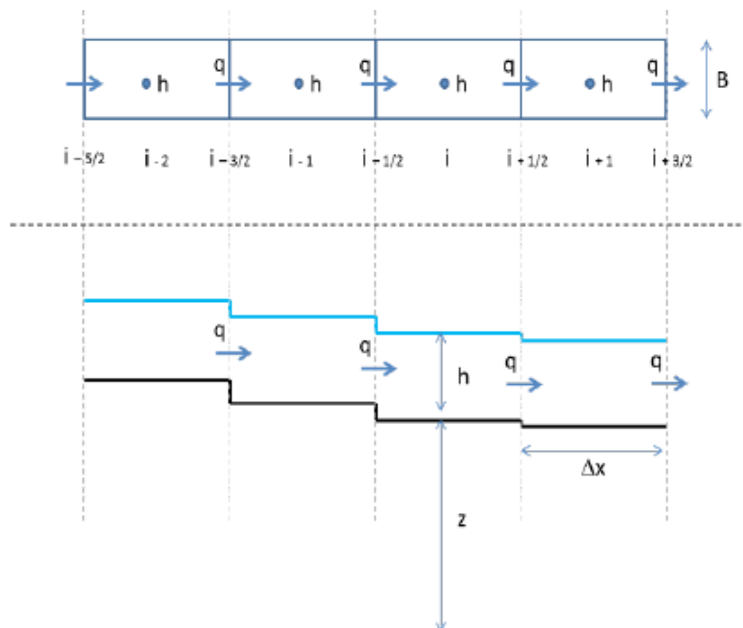 q q q q
h h h h B
i – 5/2 i - 2 i – 3/2 i - 1 i – 1/2 i i + 1/2 i + 1 i + 3/2
q
q
h q q
Δx
z